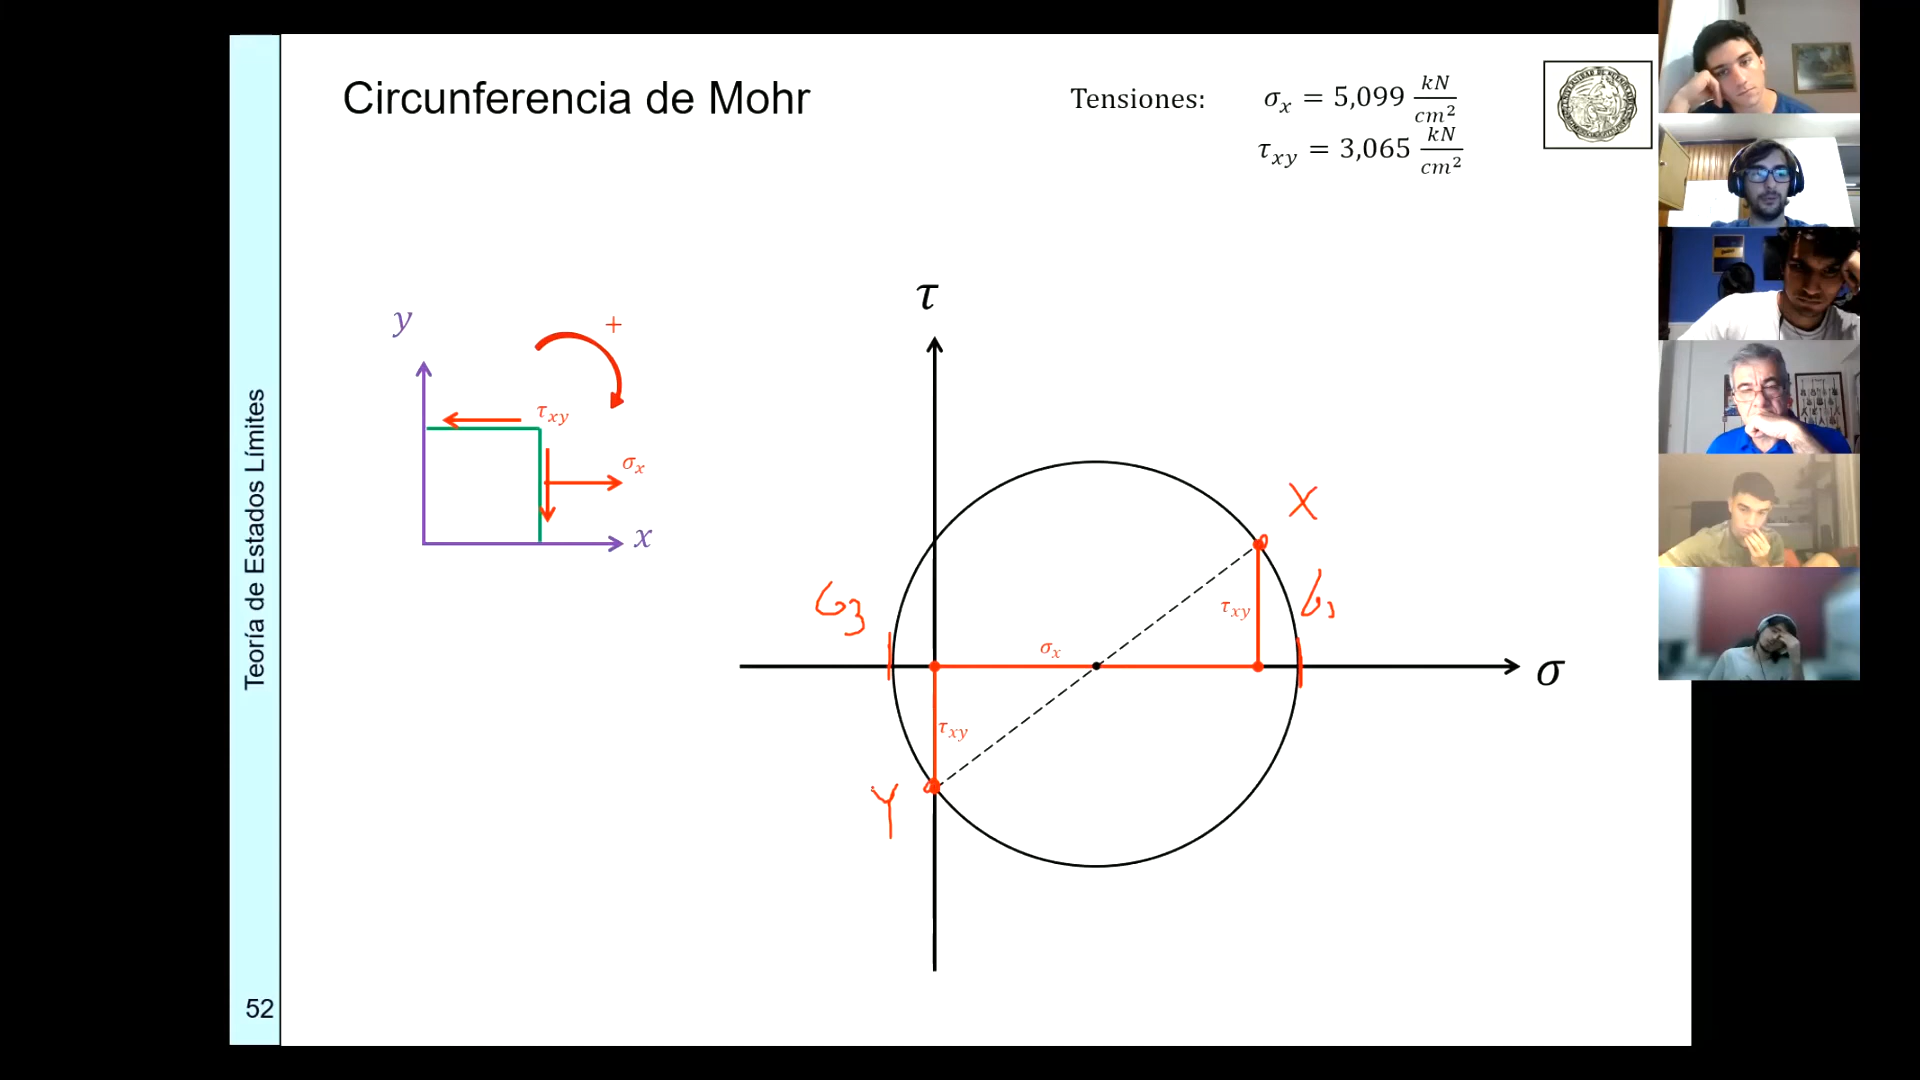 Circunferencia de Mohr
Tensiones: σx = 5,099 kN/cm²
τxy = 3,065 kN/cm²
Teoría de Estados Límites
52
y
+
τxy
σx
x
τ
X
σ3
σ1
τxy
σx
σ
τxy
Y